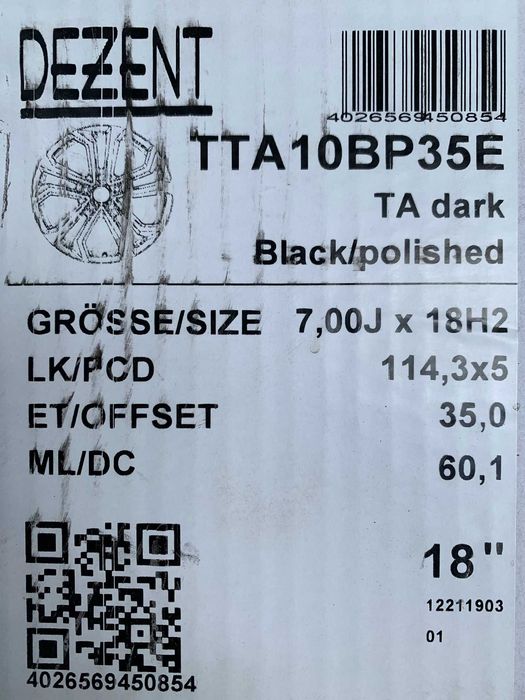 DEZENT
4026569450854
TTA10BP35E
TA dark
Black/polished
GRÖSSE/SIZE 7,00J x 18H2
LK/PCD 114,3x5
ET/OFFSET 35,0
ML/DC 60,1
18"
12211903
01
4026569450854